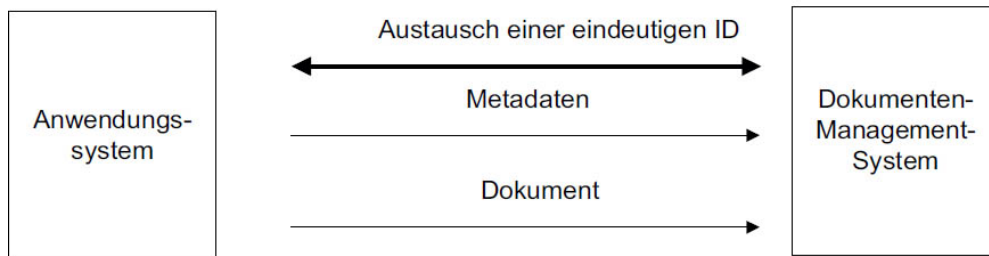 Austausch einer eindeutigen ID
Metadaten
Dokument
Anwendungs-
system
Dokumenten-
Management-
System